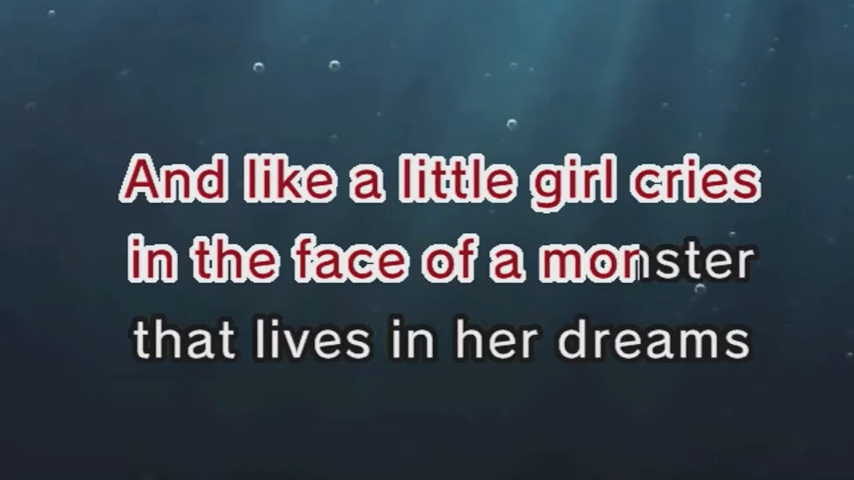 And like a little girl cries
in the face of a monster
that lives in her dreams